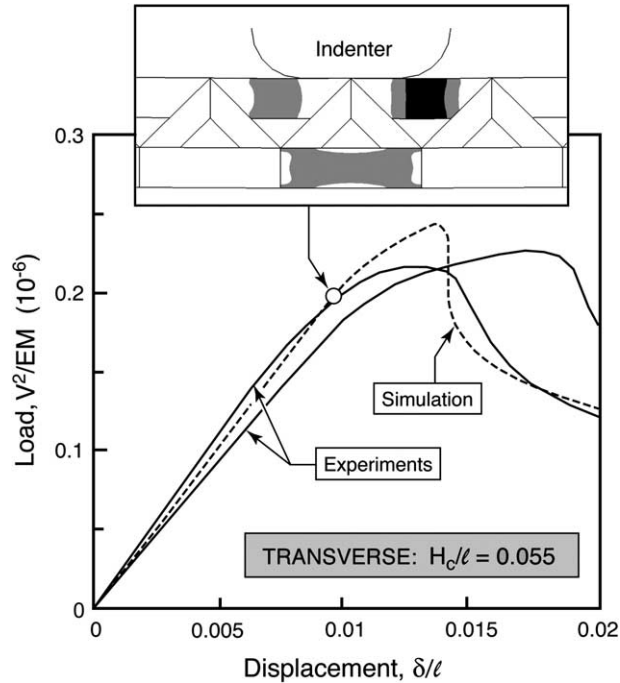 Indenter
0.3
0.2
0.1
0
Load, V²/EM (10⁻⁶)
Simulation
Experiments
TRANSVERSE: H_c/ℓ = 0.055
0 0.005 0.01 0.015 0.02
Displacement, δ/ℓ